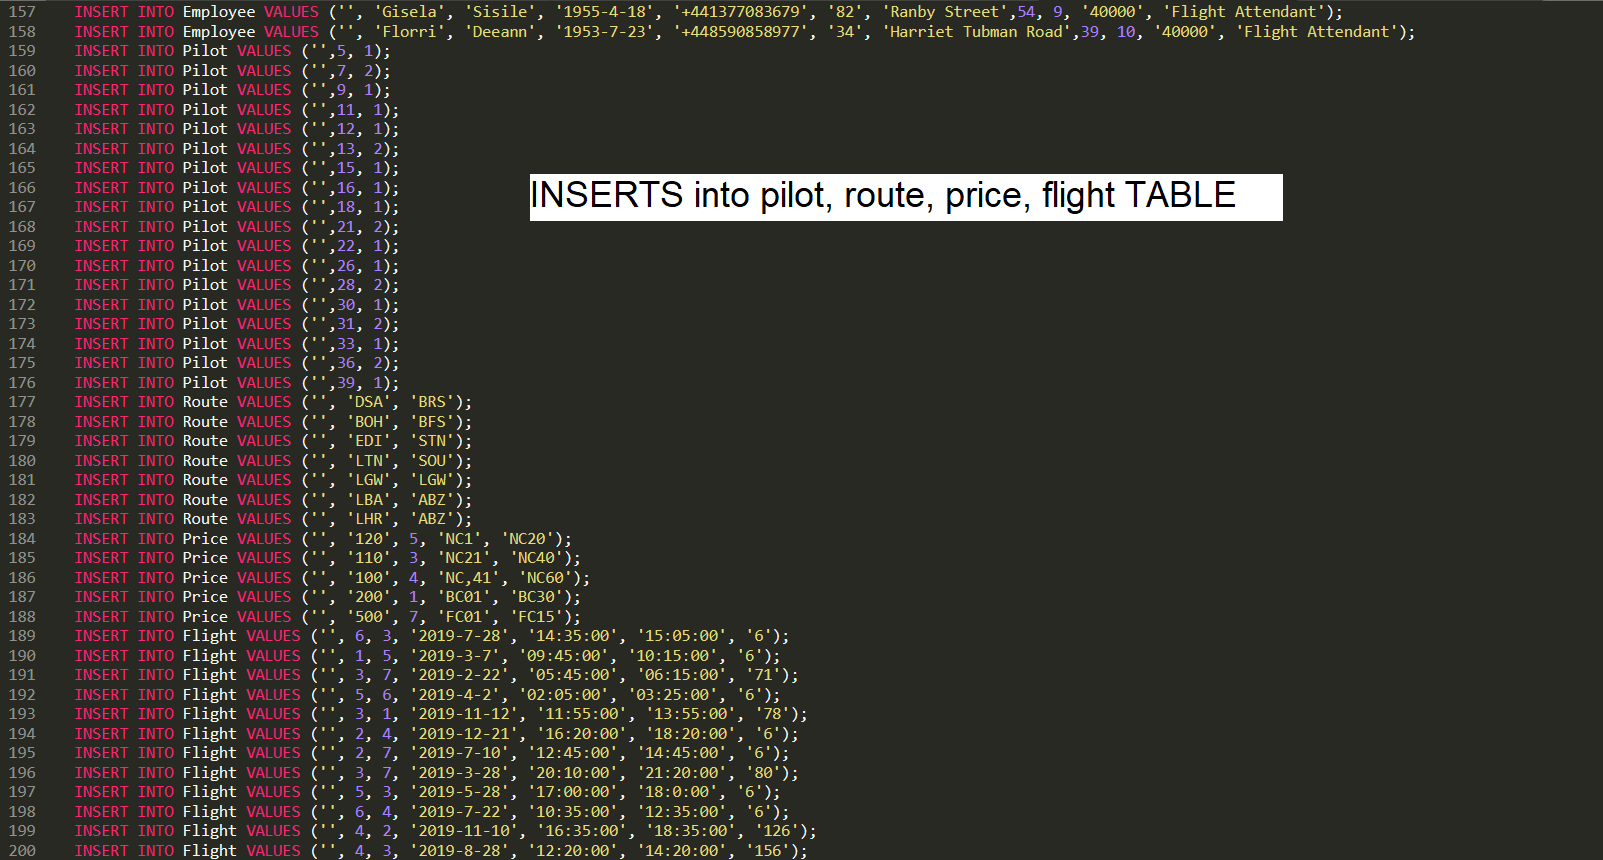 157 INSERT INTO Employee VALUES ('', 'Gisela', 'Sisile', '1955-4-18', '+441377083679', '82', 'Ranby Street',54, 9, '40000', 'Flight Attendant');
158 INSERT INTO Employee VALUES ('', 'Florri', 'Deeann', '1953-7-23', '+448590858977', '34', 'Harriet Tubman Road',39, 10, '40000', 'Flight Attendant');
159 INSERT INTO Pilot VALUES ('',5, 1);
160 INSERT INTO Pilot VALUES ('',7, 2);
161 INSERT INTO Pilot VALUES ('',9, 1);
162 INSERT INTO Pilot VALUES ('',11, 1);
163 INSERT INTO Pilot VALUES ('',12, 1);
164 INSERT INTO Pilot VALUES ('',13, 2);
165 INSERT INTO Pilot VALUES ('',15, 1);
166 INSERT INTO Pilot VALUES ('',16, 1);
INSERTS into pilot, route, price, flight TABLE
167 INSERT INTO Pilot VALUES ('',18, 1);
168 INSERT INTO Pilot VALUES ('',21, 2);
169 INSERT INTO Pilot VALUES ('',22, 1);
170 INSERT INTO Pilot VALUES ('',26, 1);
171 INSERT INTO Pilot VALUES ('',28, 2);
172 INSERT INTO Pilot VALUES ('',30, 1);
173 INSERT INTO Pilot VALUES ('',31, 2);
174 INSERT INTO Pilot VALUES ('',33, 1);
175 INSERT INTO Pilot VALUES ('',36, 2);
176 INSERT INTO Pilot VALUES ('',39, 1);
177 INSERT INTO Route VALUES ('', 'DSA', 'BRS');
178 INSERT INTO Route VALUES ('', 'BOH', 'BFS');
179 INSERT INTO Route VALUES ('', 'EDI', 'STN');
180 INSERT INTO Route VALUES ('', 'LTN', 'SOU');
181 INSERT INTO Route VALUES ('', 'LGW', 'LGW');
182 INSERT INTO Route VALUES ('', 'LBA', 'ABZ');
183 INSERT INTO Route VALUES ('', 'LHR', 'ABZ');
184 INSERT INTO Price VALUES ('', '120', 5, 'NC1', 'NC20');
185 INSERT INTO Price VALUES ('', '110', 3, 'NC21', 'NC40');
186 INSERT INTO Price VALUES ('', '100', 4, 'NC,41', 'NC60');
187 INSERT INTO Price VALUES ('', '200', 1, 'BC01', 'BC30');
188 INSERT INTO Price VALUES ('', '500', 7, 'FC01', 'FC15');
189 INSERT INTO Flight VALUES ('', 6, 3, '2019-7-28', '14:35:00', '15:05:00', '6');
190 INSERT INTO Flight VALUES ('', 1, 5, '2019-3-7', '09:45:00', '10:15:00', '6');
191 INSERT INTO Flight VALUES ('', 3, 7, '2019-2-22', '05:45:00', '06:15:00', '71');
192 INSERT INTO Flight VALUES ('', 5, 6, '2019-4-2', '02:05:00', '03:25:00', '6');
193 INSERT INTO Flight VALUES ('', 3, 1, '2019-11-12', '11:55:00', '13:55:00', '78');
194 INSERT INTO Flight VALUES ('', 2, 4, '2019-12-21', '16:20:00', '18:20:00', '6');
195 INSERT INTO Flight VALUES ('', 2, 7, '2019-7-10', '12:45:00', '14:45:00', '6');
196 INSERT INTO Flight VALUES ('', 3, 7, '2019-3-28', '20:10:00', '21:20:00', '80');
197 INSERT INTO Flight VALUES ('', 5, 3, '2019-5-28', '17:00:00', '18:0:00', '6');
198 INSERT INTO Flight VALUES ('', 6, 4, '2019-7-22', '10:35:00', '12:35:00', '6');
199 INSERT INTO Flight VALUES ('', 4, 2, '2019-11-10', '16:35:00', '18:35:00', '126');
200 INSERT INTO Flight VALUES ('', 4, 3, '2019-8-28', '12:20:00', '14:20:00', '156');